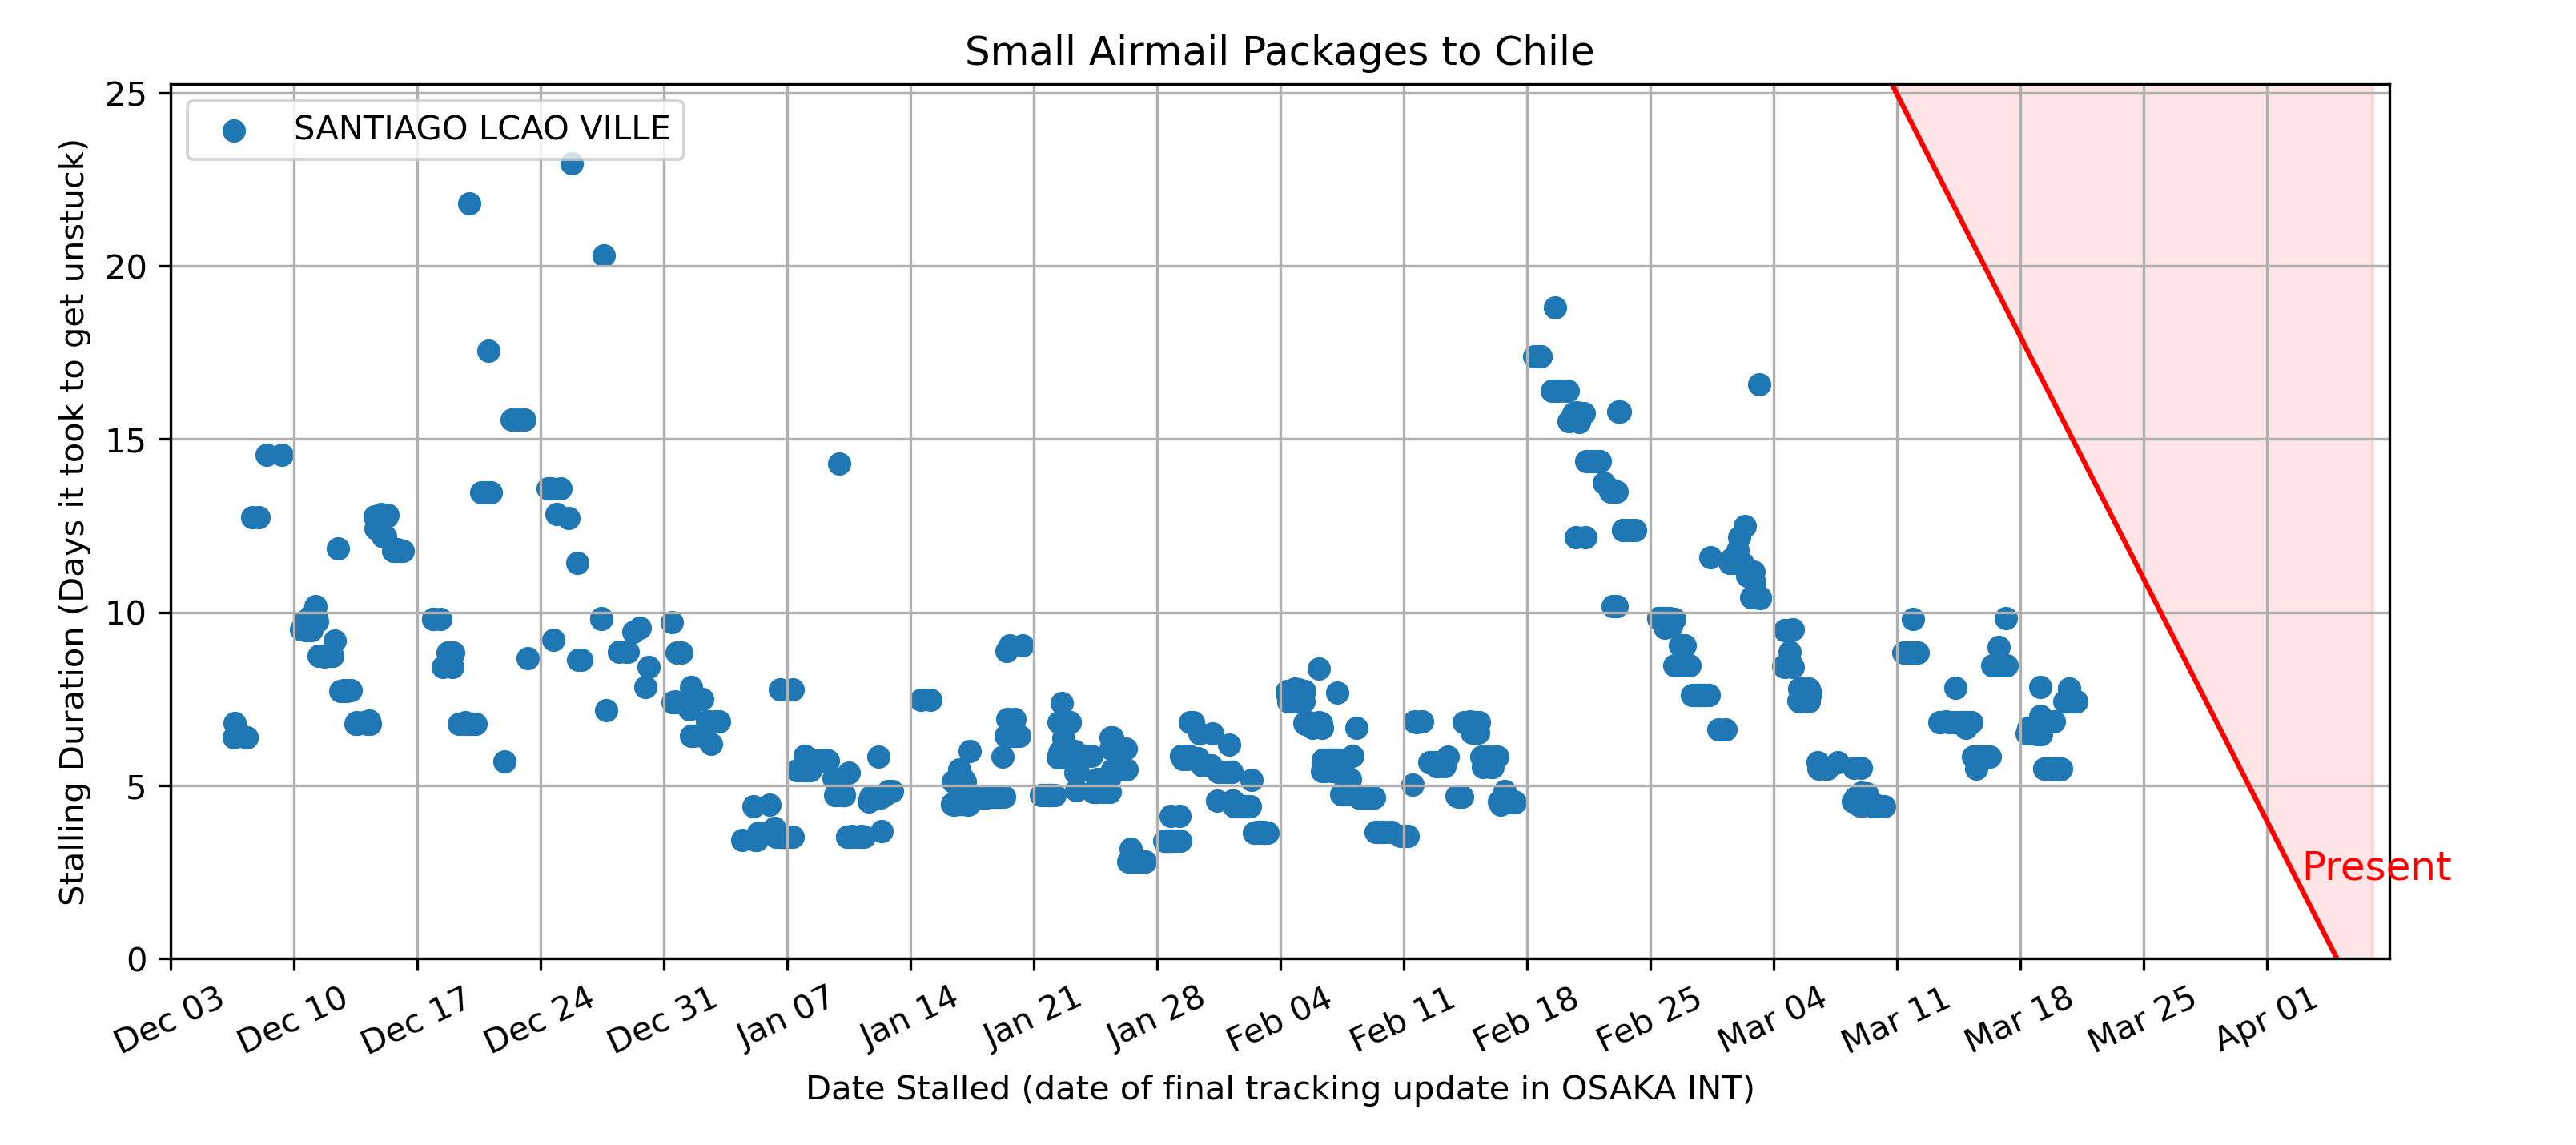 Small Airmail Packages to Chile
SANTIAGO LCAO VILLE
Stalling Duration (Days it took to get unstuck)
25
20
15
10
5
0
Present
Dec 03
Dec 10
Dec 17
Dec 24
Dec 31
Jan 07
Jan 14
Jan 21
Jan 28
Feb 04
Feb 11
Feb 18
Feb 25
Mar 04
Mar 11
Mar 18
Mar 25
Apr 01
Date Stalled (date of final tracking update in OSAKA INT)